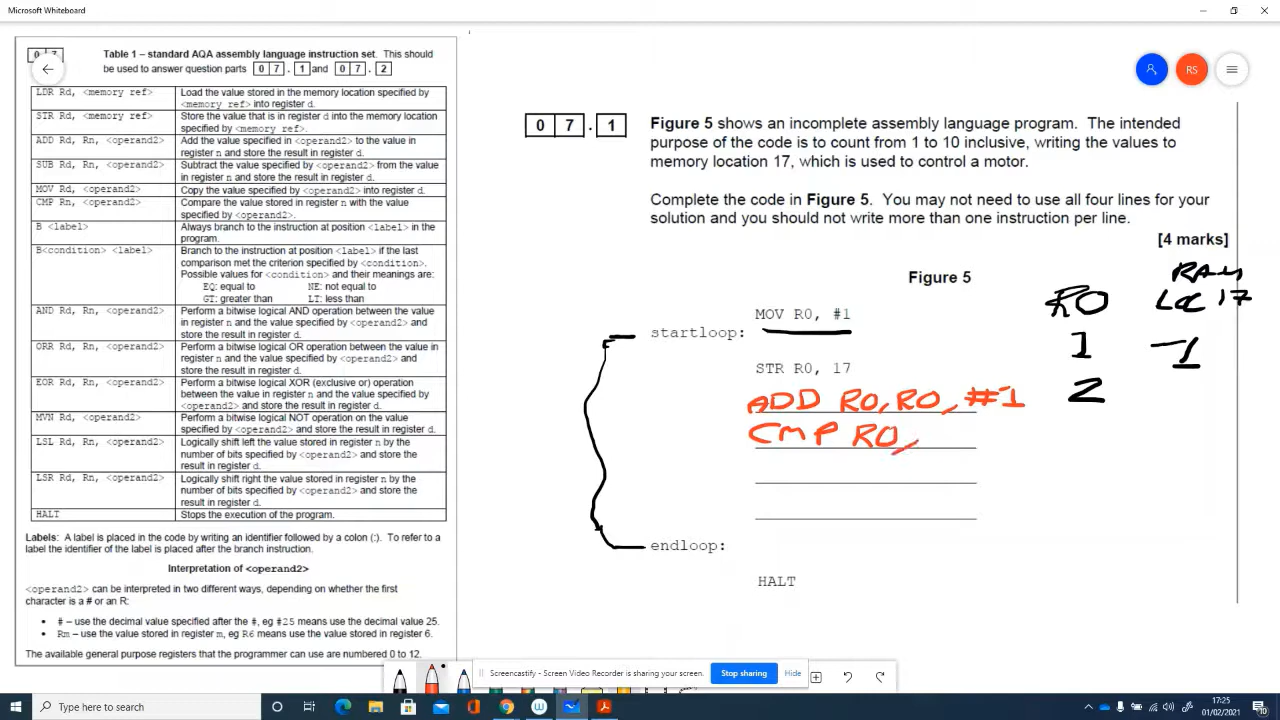 Microsoft Whiteboard
0 7 Table 1 – standard AQA assembly language instruction set. This should
be used to answer question parts 0 7 . 1 and 0 7 . 2
LDR Rd, <memory ref> Load the value stored in the memory location specified by
<memory ref> into register d.
STR Rd, <memory ref> Store the value that is in register d into the memory location
specified by <memory ref>.
ADD Rd, Rn, <operand2> Add the value specified in <operand2> to the value in
register n and store the result in register d.
SUB Rd, Rn, <operand2> Subtract the value specified by <operand2> from the value
in register n and store the result in register d.
MOV Rd, <operand2> Copy the value specified by <operand2> into register d.
CMP Rn, <operand2> Compare the value stored in register n with the value
specified by <operand2>.
B <label> Always branch to the instruction at position <label> in the
program.
B<condition> <label> Branch to the instruction at position <label> if the last
comparison met the criterion specified by <condition>.
Possible values for <condition> and their meanings are:
EQ: equal to NE: not equal to
GT: greater than LT: less than
AND Rd, Rn, <operand2> Perform a bitwise logical AND operation between the value
in register n and the value specified by <operand2> and
store the result in register d.
ORR Rd, Rn, <operand2> Perform a bitwise logical OR operation between the value in
register n and the value specified by <operand2> and
store the result in register d.
EOR Rd, Rn, <operand2> Perform a bitwise logical XOR (exclusive or) operation
between the value in register n and the value specified by
<operand2> and store the result in register d.
MVN Rd, <operand2> Perform a bitwise logical NOT operation on the value
specified by <operand2> and store the result in register d.
LSL Rd, Rn, <operand2> Logically shift left the value stored in register n by the
number of bits specified by <operand2> and store the
result in register d.
LSR Rd, Rn, <operand2> Logically shift right the value stored in register n by the
number of bits specified by <operand2> and store the
result in register d.
HALT Stops the execution of the program.
Labels: A label is placed in the code by writing an identifier followed by a colon (:). To refer to a
label the identifier of the label is placed after the branch instruction.
Interpretation of <operand2>
<operand2> can be interpreted in two different ways, depending on whether the first
character is a # or an R:
• # – use the decimal value specified after the #, eg #25 means use the decimal value 25.
• Rm – use the value stored in register m, eg R6 means use the value stored in register 6.
The available general purpose registers that the programmer can use are numbered 0 to 12.
RS
0 7 . 1 Figure 5 shows an incomplete assembly language program. The intended
purpose of the code is to count from 1 to 10 inclusive, writing the values to
memory location 17, which is used to control a motor.
Complete the code in Figure 5. You may not need to use all four lines for your
solution and you should not write more than one instruction per line.
[4 marks]
Figure 5
RAM
R0 LOC 17
MOV R0, #1
startloop:
1 1
STR R0, 17
2
ADD R0, R0, #1
CMP R0,
endloop:
HALT
Screencastify - Screen Video Recorder is sharing your screen. Stop sharing Hide
Type here to search
17:25
01/02/2021